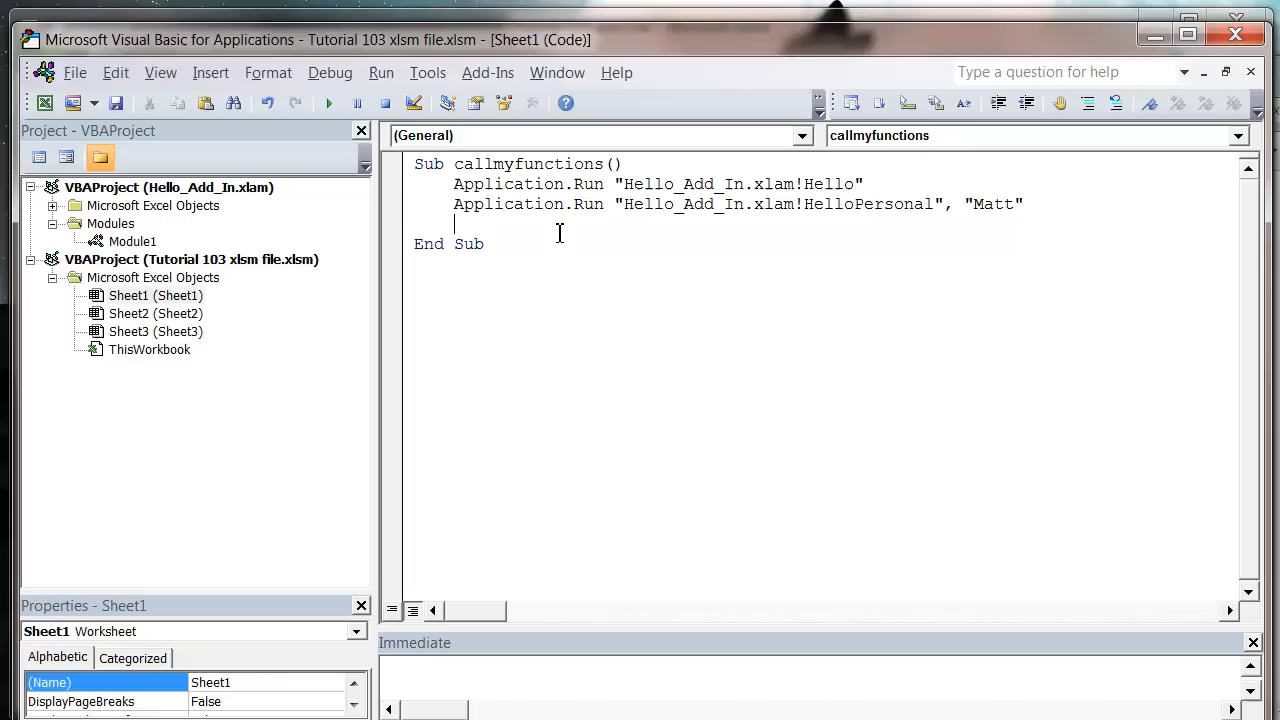 Microsoft Visual Basic for Applications - Tutorial 103 xlsm file.xlsm - [Sheet1 (Code)]
File Edit View Insert Format Debug Run Tools Add-Ins Window Help
Type a question for help
Project - VBAProject
(General)
callmyfunctions
VBAProject (Hello_Add_In.xlam)
Microsoft Excel Objects
Modules
Module1
VBAProject (Tutorial 103 xlsm file.xlsm)
Microsoft Excel Objects
Sheet1 (Sheet1)
Sheet2 (Sheet2)
Sheet3 (Sheet3)
ThisWorkbook
Sub callmyfunctions()
Application.Run "Hello_Add_In.xlam!Hello"
Application.Run "Hello_Add_In.xlam!HelloPersonal", "Matt"
End Sub
Properties - Sheet1
Sheet1 Worksheet
Alphabetic Categorized
(Name) Sheet1
DisplayPageBreaks False
Immediate